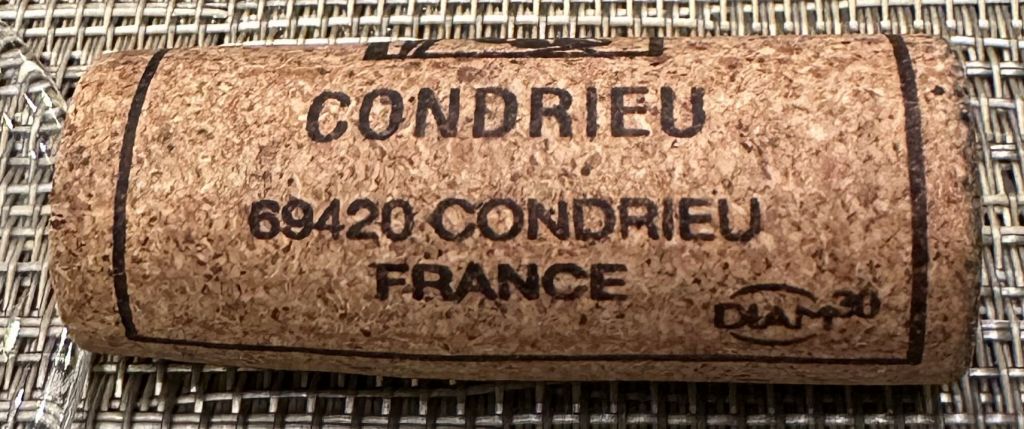 CONDRIEU
69420 CONDRIEU
FRANCE
DIAM 30